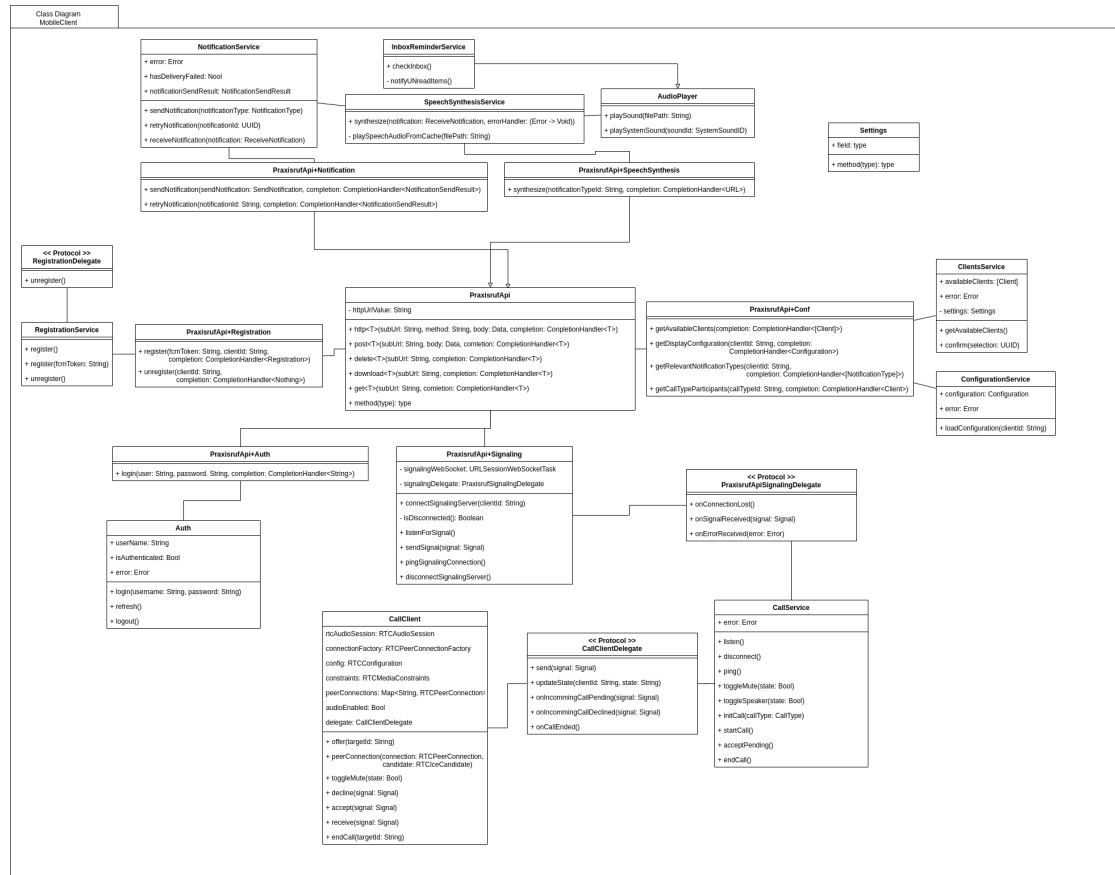 Class Diagram
MobileClient
NotificationService
+ error: Error
+ hasDeliveryFailed: Nool
+ notificationSendResult: NotificationSendResult
+ sendNotification(notificationType: NotificationType)
+ retryNotification(notificationId: UUID)
+ receiveNotification(notification: ReceiveNotification)
InboxReminderService
+ checkInbox()
- notifyUNreadItems()
SpeechSynthesisService
+ synthesize(notification: ReceiveNotification, errorHandler: (Error -> Void))
- playSpeechAudioFromCache(filePath: String)
AudioPlayer
+ playSound(filePath: String)
+ playSystemSound(soundId: SystemSoundID)
Settings
+ field: type
+ method(type): type
PraxisrufApi+Notification
+ sendNotification(sendNotification: SendNotification, completion: CompletionHandler<NotificationSendResult>)
+ retryNotification(notificationId: String, completion: CompletionHandler<NotificationSendResult>)
PraxisrufApi+SpeechSynthesis
+ synthesize(notificationTypeId: String, completion: CompletionHandler<URL>)
<< Protocol >>
RegistrationDelegate
+ unregister()
RegistrationService
+ register()
+ register(fcmToken: String)
+ unregister()
PraxisrufApi+Registration
+ register(fcmToken: String, clientId: String,
completion: CompletionHandler<Registration>)
+ unregister(clientId: String,
completion: CompletionHandler<Nothing>)
PraxisrufApi
- httpUrlValue: String
+ http<T>(subUrl: String, method: String, body: Data, completion: ConpletionHandler<T>)
+ post<T>(subUrl: String, body: Data, comletion: CompletionHandler<T>)
+ delete<T>(subUrl: String, completion: CompletionHandler<T>)
+ download<T>(subUrl: String, completion: CompletionHandler<T>)
+ get<T>(subUrl: String, comletion: CompletionHandler<T>)
+ method(type): type
PraxisrufApi+Conf
+ getAvailableClients(completion: CompletionHandler<[Client]>)
+ getDisplayConfiguration(clientId: String,
completion: CompletionHandler<Configuration>)
+ getRelevantNotificationTypes(clientId: String,
completion: CompletionHandler<[NotificationType]>)
+ getCallTypeParticipants(callTypeId: String, completion: CompletionHandler<Client>)
ClientsService
+ availableClients: [Client]
+ error: Error
- settings: Settings
+ getAvailableClients()
+ confirm(selection: UUID)
ConfigurationService
+ configuration: Configuration
+ error: Error
+ loadConfiguration(clientId: String)
PraxisrufApi+Auth
+ login(user: String, password. String, completion: CompletionHandler<String>)
Auth
+ userName: String
+ isAuthenticated: Bool
+ error: Error
+ login(username: String, password: String)
+ refresh()
+ logout()
PraxisrufApi+Signaling
- signalingWebSocket: URLSessionWebSocketTask
- signalingDelegate: PraxisrufSignalingDelegate
+ connectSignalingServer(clientId: String)
- isDisconnected(): Boolean
+ listenForSignal()
+ sendSignal(signal: Signal)
+ pingSignalingConnection()
+ disconnectSignalingServer()
<< Protocol >>
PraxisrufApiSignalingDelegate
+ onConnectionLost()
+ onSignalReceived(signal: Signal)
+ onErrorReceived(error: Error)
CallClient
rtcAudioSession: RTCAudioSession
connectionFactory: RTCPeerConnectionFactory
config: RTCConfiguration
constraints: RTCMediaConstraints
peerConnections: Map<String, RTCPeerConnection>
audioEnabled: Bool
delegate: CallClientDelegate
+ offer(targetId: String)
+ peerConnection(connection: RTCPeerConnection,
candidate: RTCIceCandidate)
+ toggleMute(state: Bool)
+ decline(signal: Signal)
+ accept(signal: Signal)
+ receive(signal: Signal)
+ endCall(targetId: String)
<< Protocol >>
CallClientDelegate
+ send(signal: Signal)
+ updateState(clientId: String, state: String)
+ onIncommingCallPending(signal: Signal)
+ onIncommingCallDeclined(signal: Signal)
+ onCallEnded()
CallService
+ error: Error
+ listen()
+ disconnect()
+ ping()
+ toggleMute(state: Bool)
+ toggleSpeaker(state: Bool)
+ initCall(callType: CallType)
+ startCall()
+ acceptPending()
+ endCall()